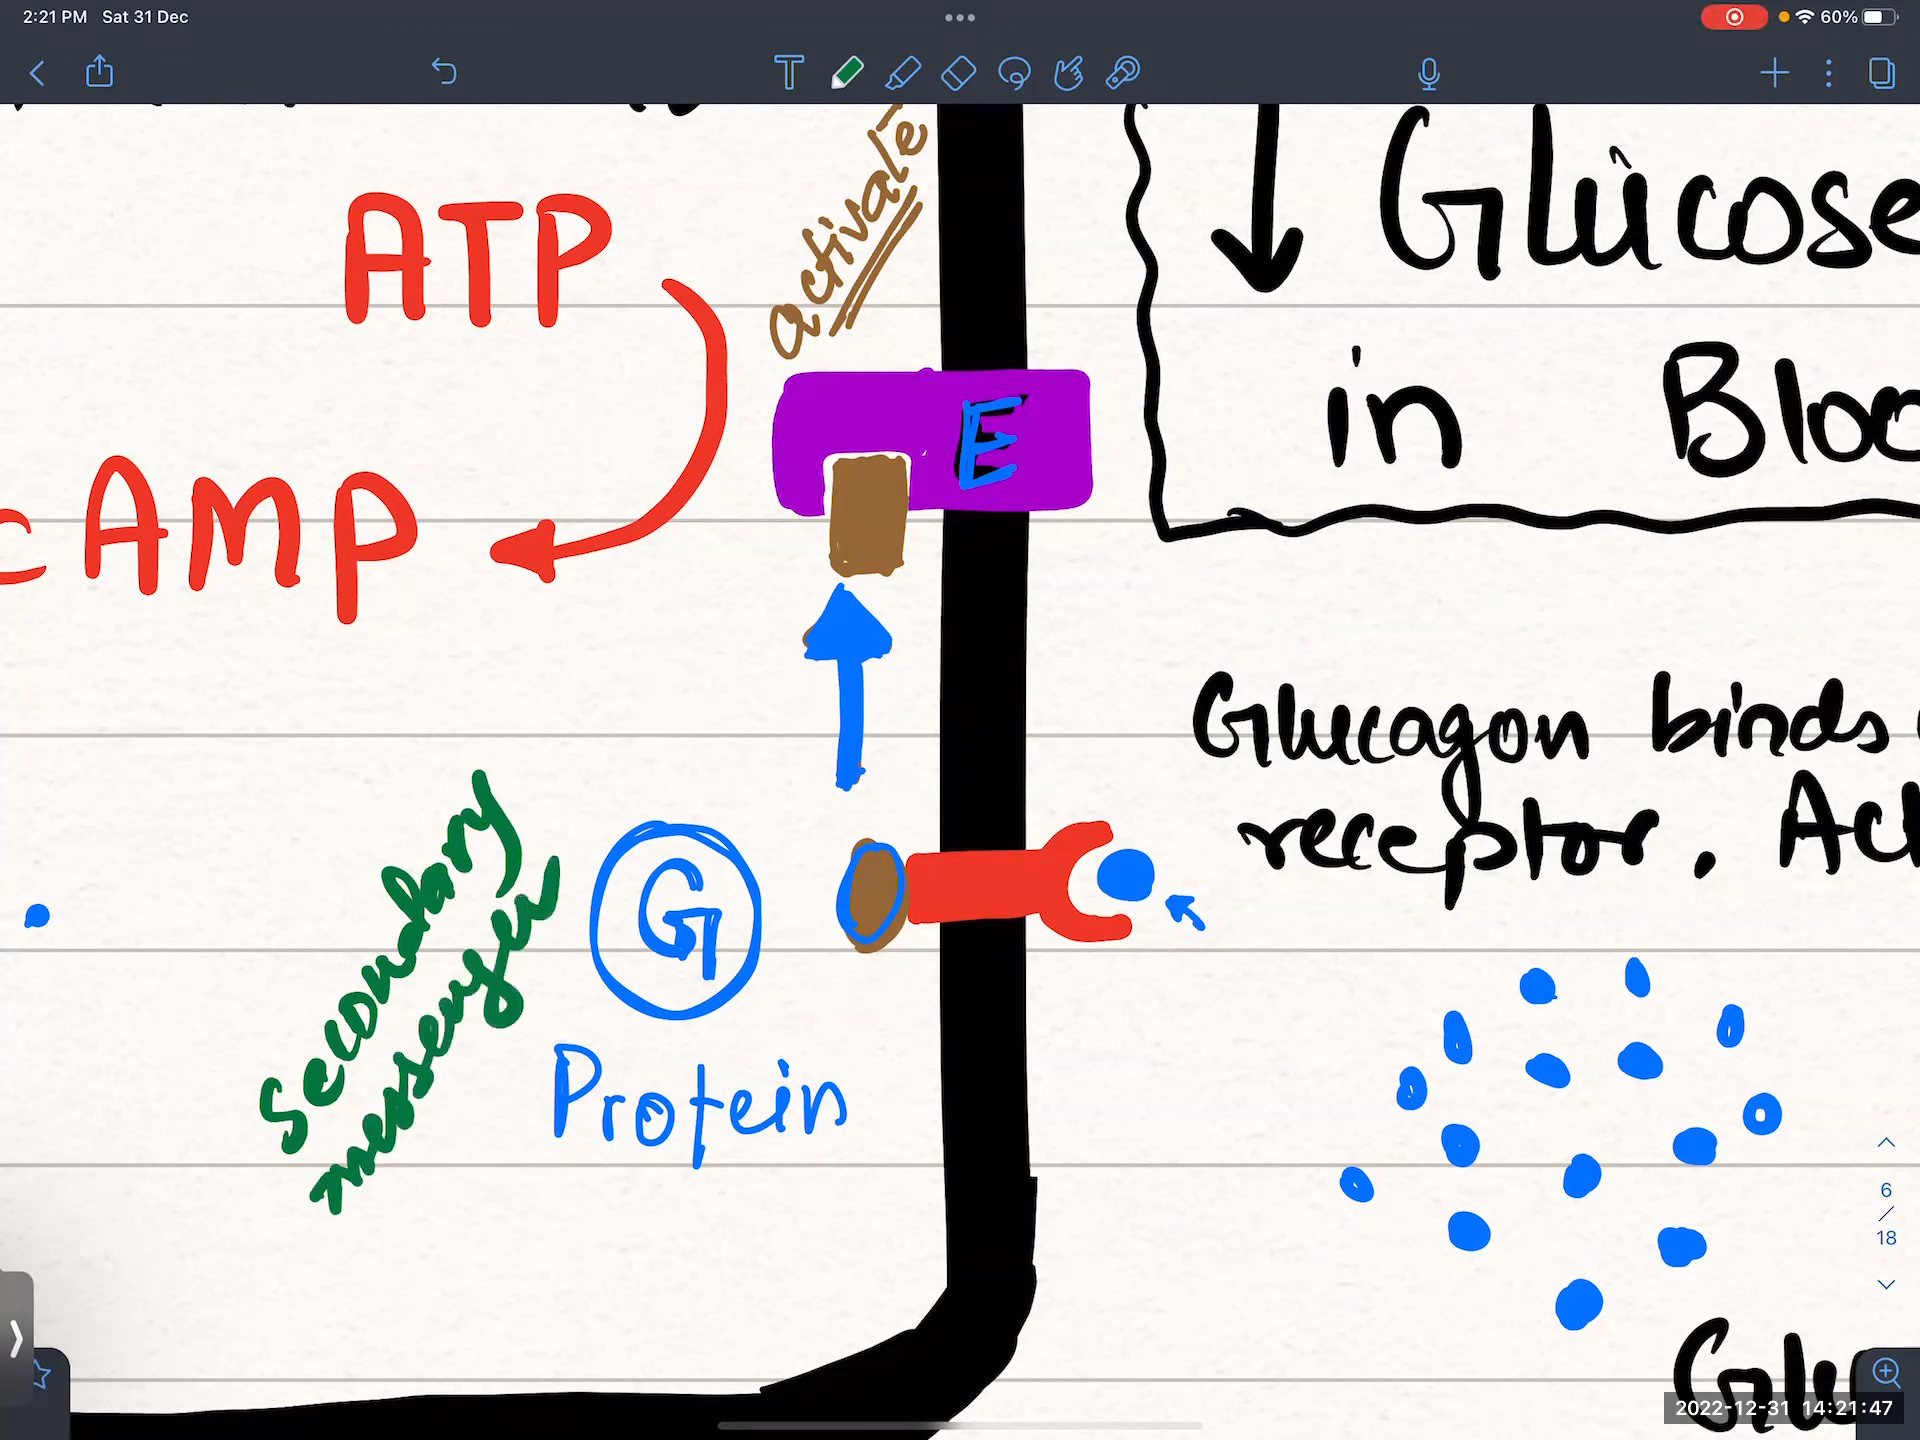 2:21 PM Sat 31 Dec
60%
activate
ATP
↓ Glucose
in
E
cAMP
Glucagon binds
receptor.
Secondary
messenger
G
Protein
6
/
18
2022-12-31 14:21:47